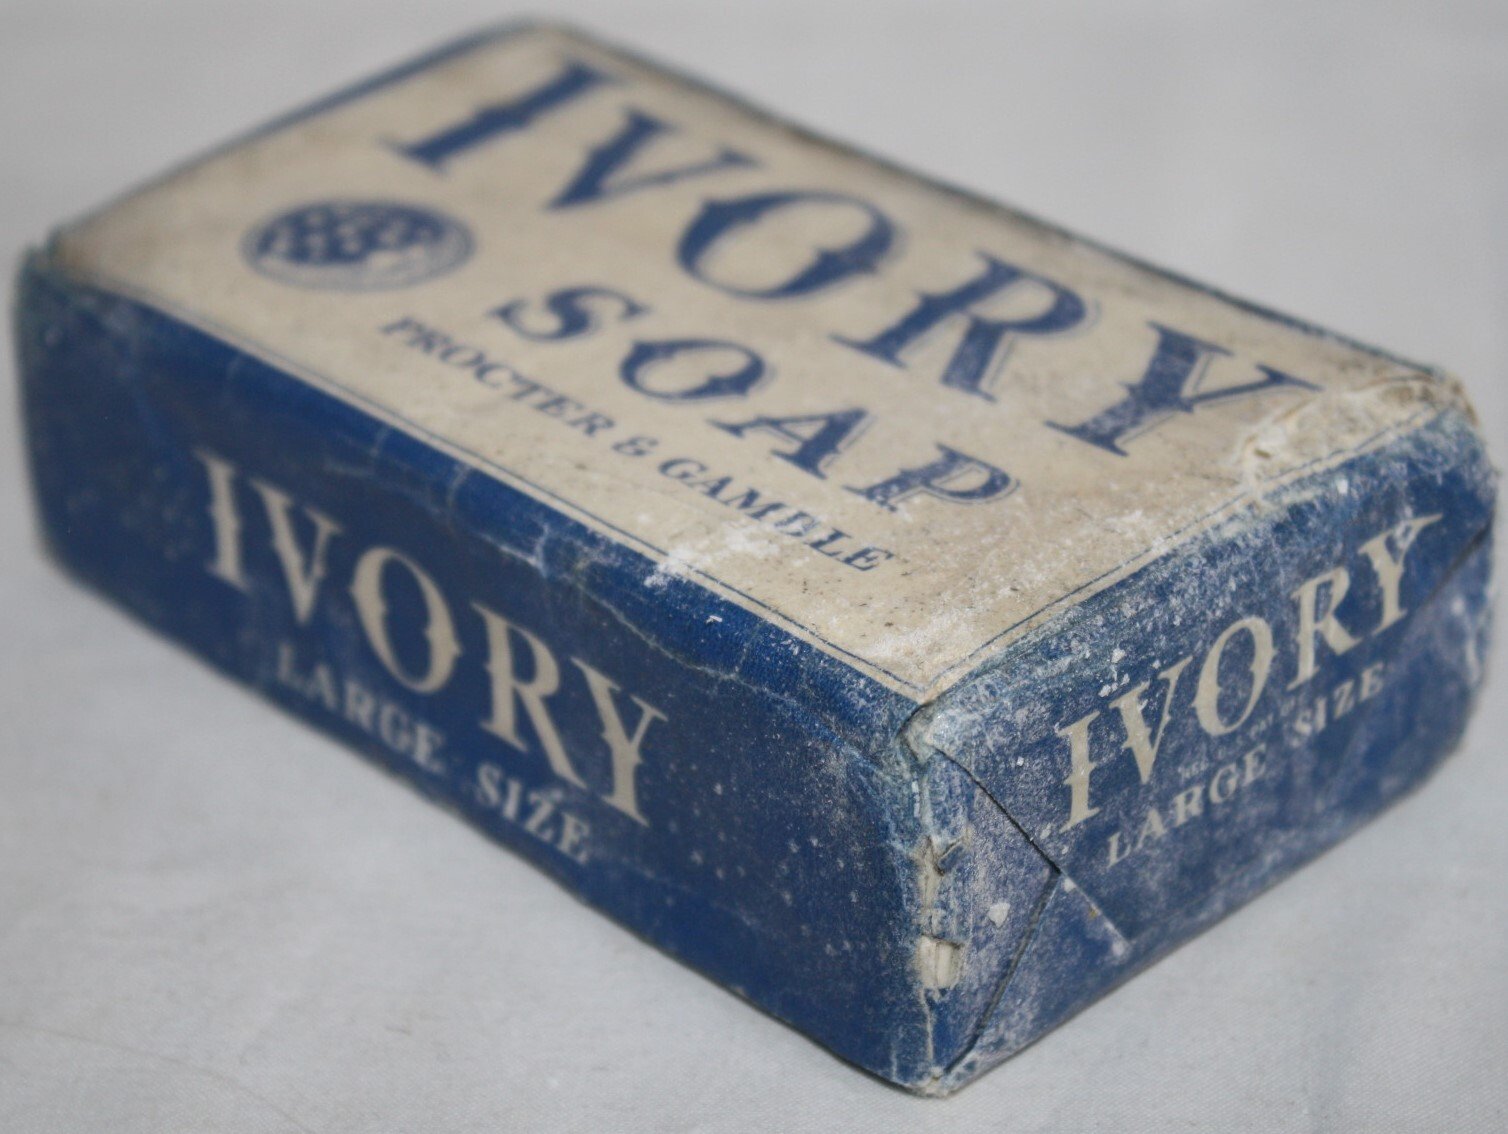 IVORY
SOAP
PROCTER & GAMBLE
IVORY
LARGE SIZE
IVORY
LARGE SIZE